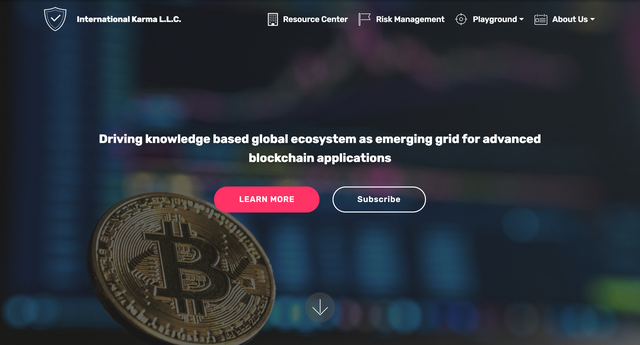 International Karma L.L.C.
Resource Center
Risk Management
Playground
About Us
Driving knowledge based global ecosystem as emerging grid for advanced
blockchain applications
LEARN MORE
Subscribe